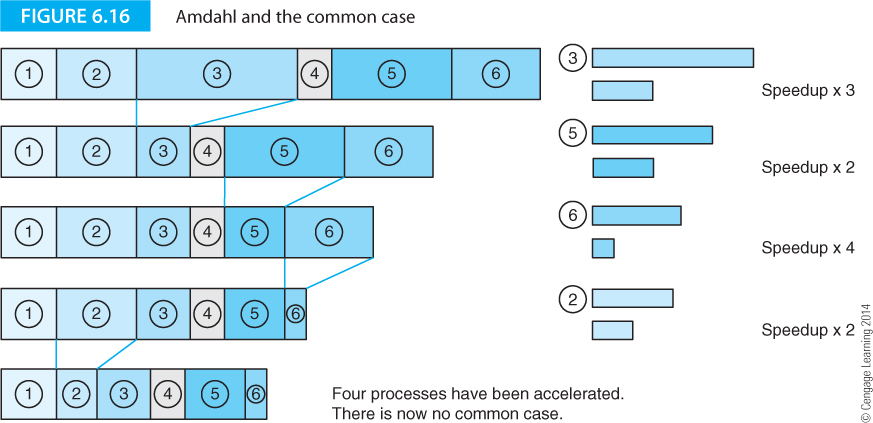 FIGURE 6.16 Amdahl and the common case
1 2 3 4 5 6
3
Speedup x 3
1 2 3 4 5 6
5
Speedup x 2
1 2 3 4 5 6
6
Speedup x 4
1 2 3 4 5 6
2
Speedup x 2
1 2 3 4 5 6
Four processes have been accelerated.
There is now no common case.
© Cengage Learning 2014